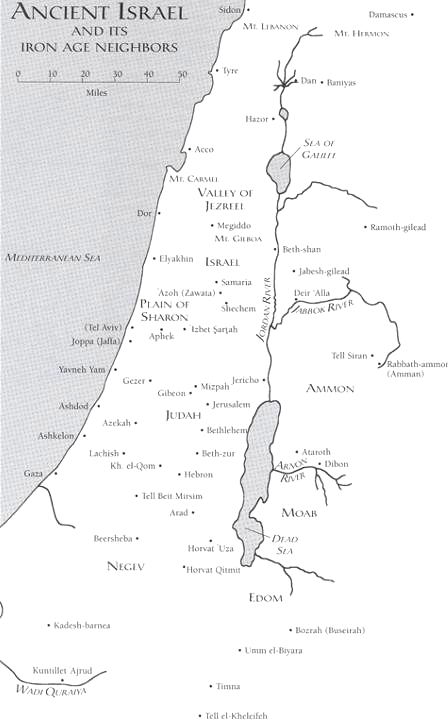 ANCIENT ISRAEL
AND ITS
IRON AGE NEIGHBORS
0 10 20 30 40 50
Miles
Sidon
MT. LEBANON
Damascus
MT. HERMON
Tyre
Dan
Baniyas
Hazor
SEA OF
GALILEE
Acco
MT. CARMEL
VALLEY OF
JEZREEL
Dor
Megiddo
MT. GILBOA
Ramoth-gilead
MEDITERRANEAN SEA
Elyakhin
ISRAEL
Beth-shan
Jabesh-gilead
Samaria
ʿAzoh (Zawata)
Deir ʿAlla
PLAIN OF
SHARON
Shechem
JORDAN RIVER
JABBOK RIVER
(Tel Aviv)
Aphek
Izbet Ṣarṭah
Joppa (Jaffa)
Tell Siran
Rabbath-ammon
(Amman)
Yavneh Yam
Gezer
Mizpah
Jericho
Gibeon
AMMON
Ashdod
Jerusalem
JUDAH
Azekah
Bethlehem
Ashkelon
Lachish
Beth-zur
Ataroth
Kh. el-Qom
ARNON
RIVER
Dibon
Gaza
Hebron
Tell Beit Mirsim
Arad
MOAB
Beersheba
Horvat ʿUza
DEAD
SEA
NEGEV
Horvat Qitmit
EDOM
Kadesh-barnea
Bozrah (Buseirah)
Umm el-Biyara
Kuntillet Ajrud
WADI QURAIYA
Timna
Tell el-Kheleifeh